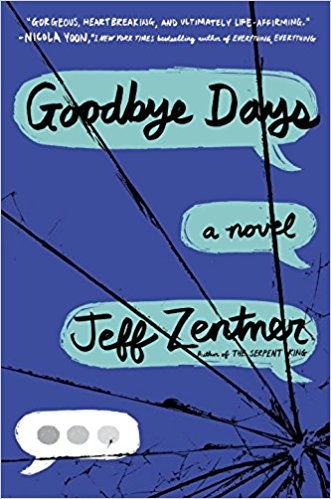 "GORGEOUS, HEARTBREAKING, AND ULTIMATELY LIFE-AFFIRMING."
-NICOLA YOON, #1 NEW YORK TIMES bestselling author of EVERYTHING, EVERYTHING
Goodbye Days
a novel
Jeff Zentner
Author of THE SERPENT KING